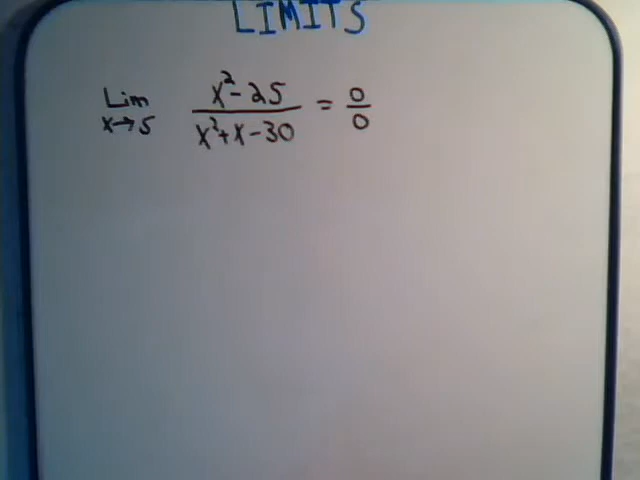 LIMITS
Lim x→5 x²-25 / x²+x-30 = 0/0